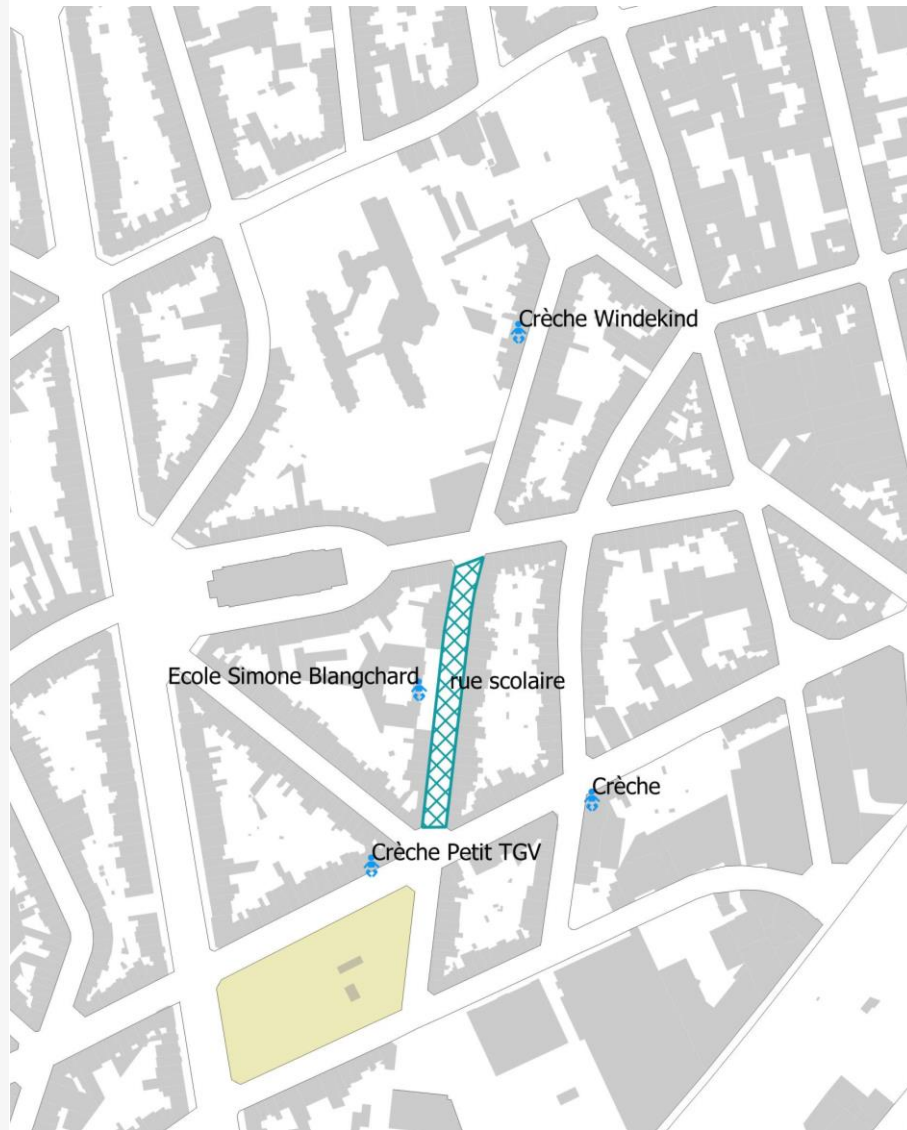 Crèche Windekind
Ecole Simone Blangchard
rue scolaire
Crèche
Crèche Petit TGV